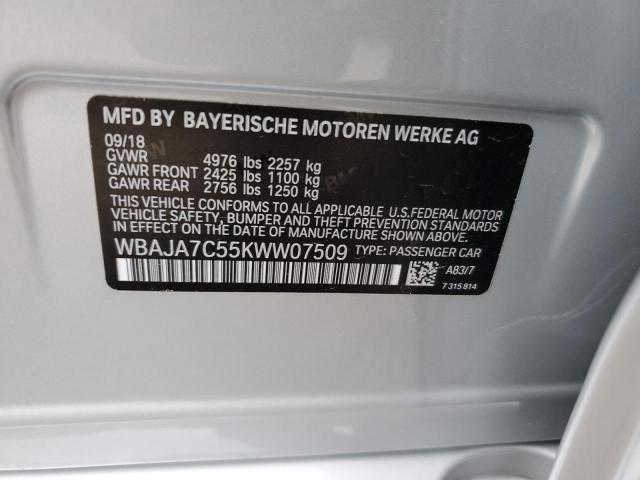 MFD BY BAYERISCHE MOTOREN WERKE AG
09/18
GVWR 4976 lbs 2257 kg
GAWR FRONT 2425 lbs 1100 kg
GAWR REAR 2756 lbs 1250 kg
THIS VEHICLE CONFORMS TO ALL APPLICABLE U.S.FEDERAL MOTOR
VEHICLE SAFETY, BUMPER AND THEFT PREVENTION STANDARDS
IN EFFECT ON THE DATE OF MANUFACTURE SHOWN ABOVE.
WBAJA7C55KWW07509 TYPE: PASSENGER CAR
A83/7
7 315 814